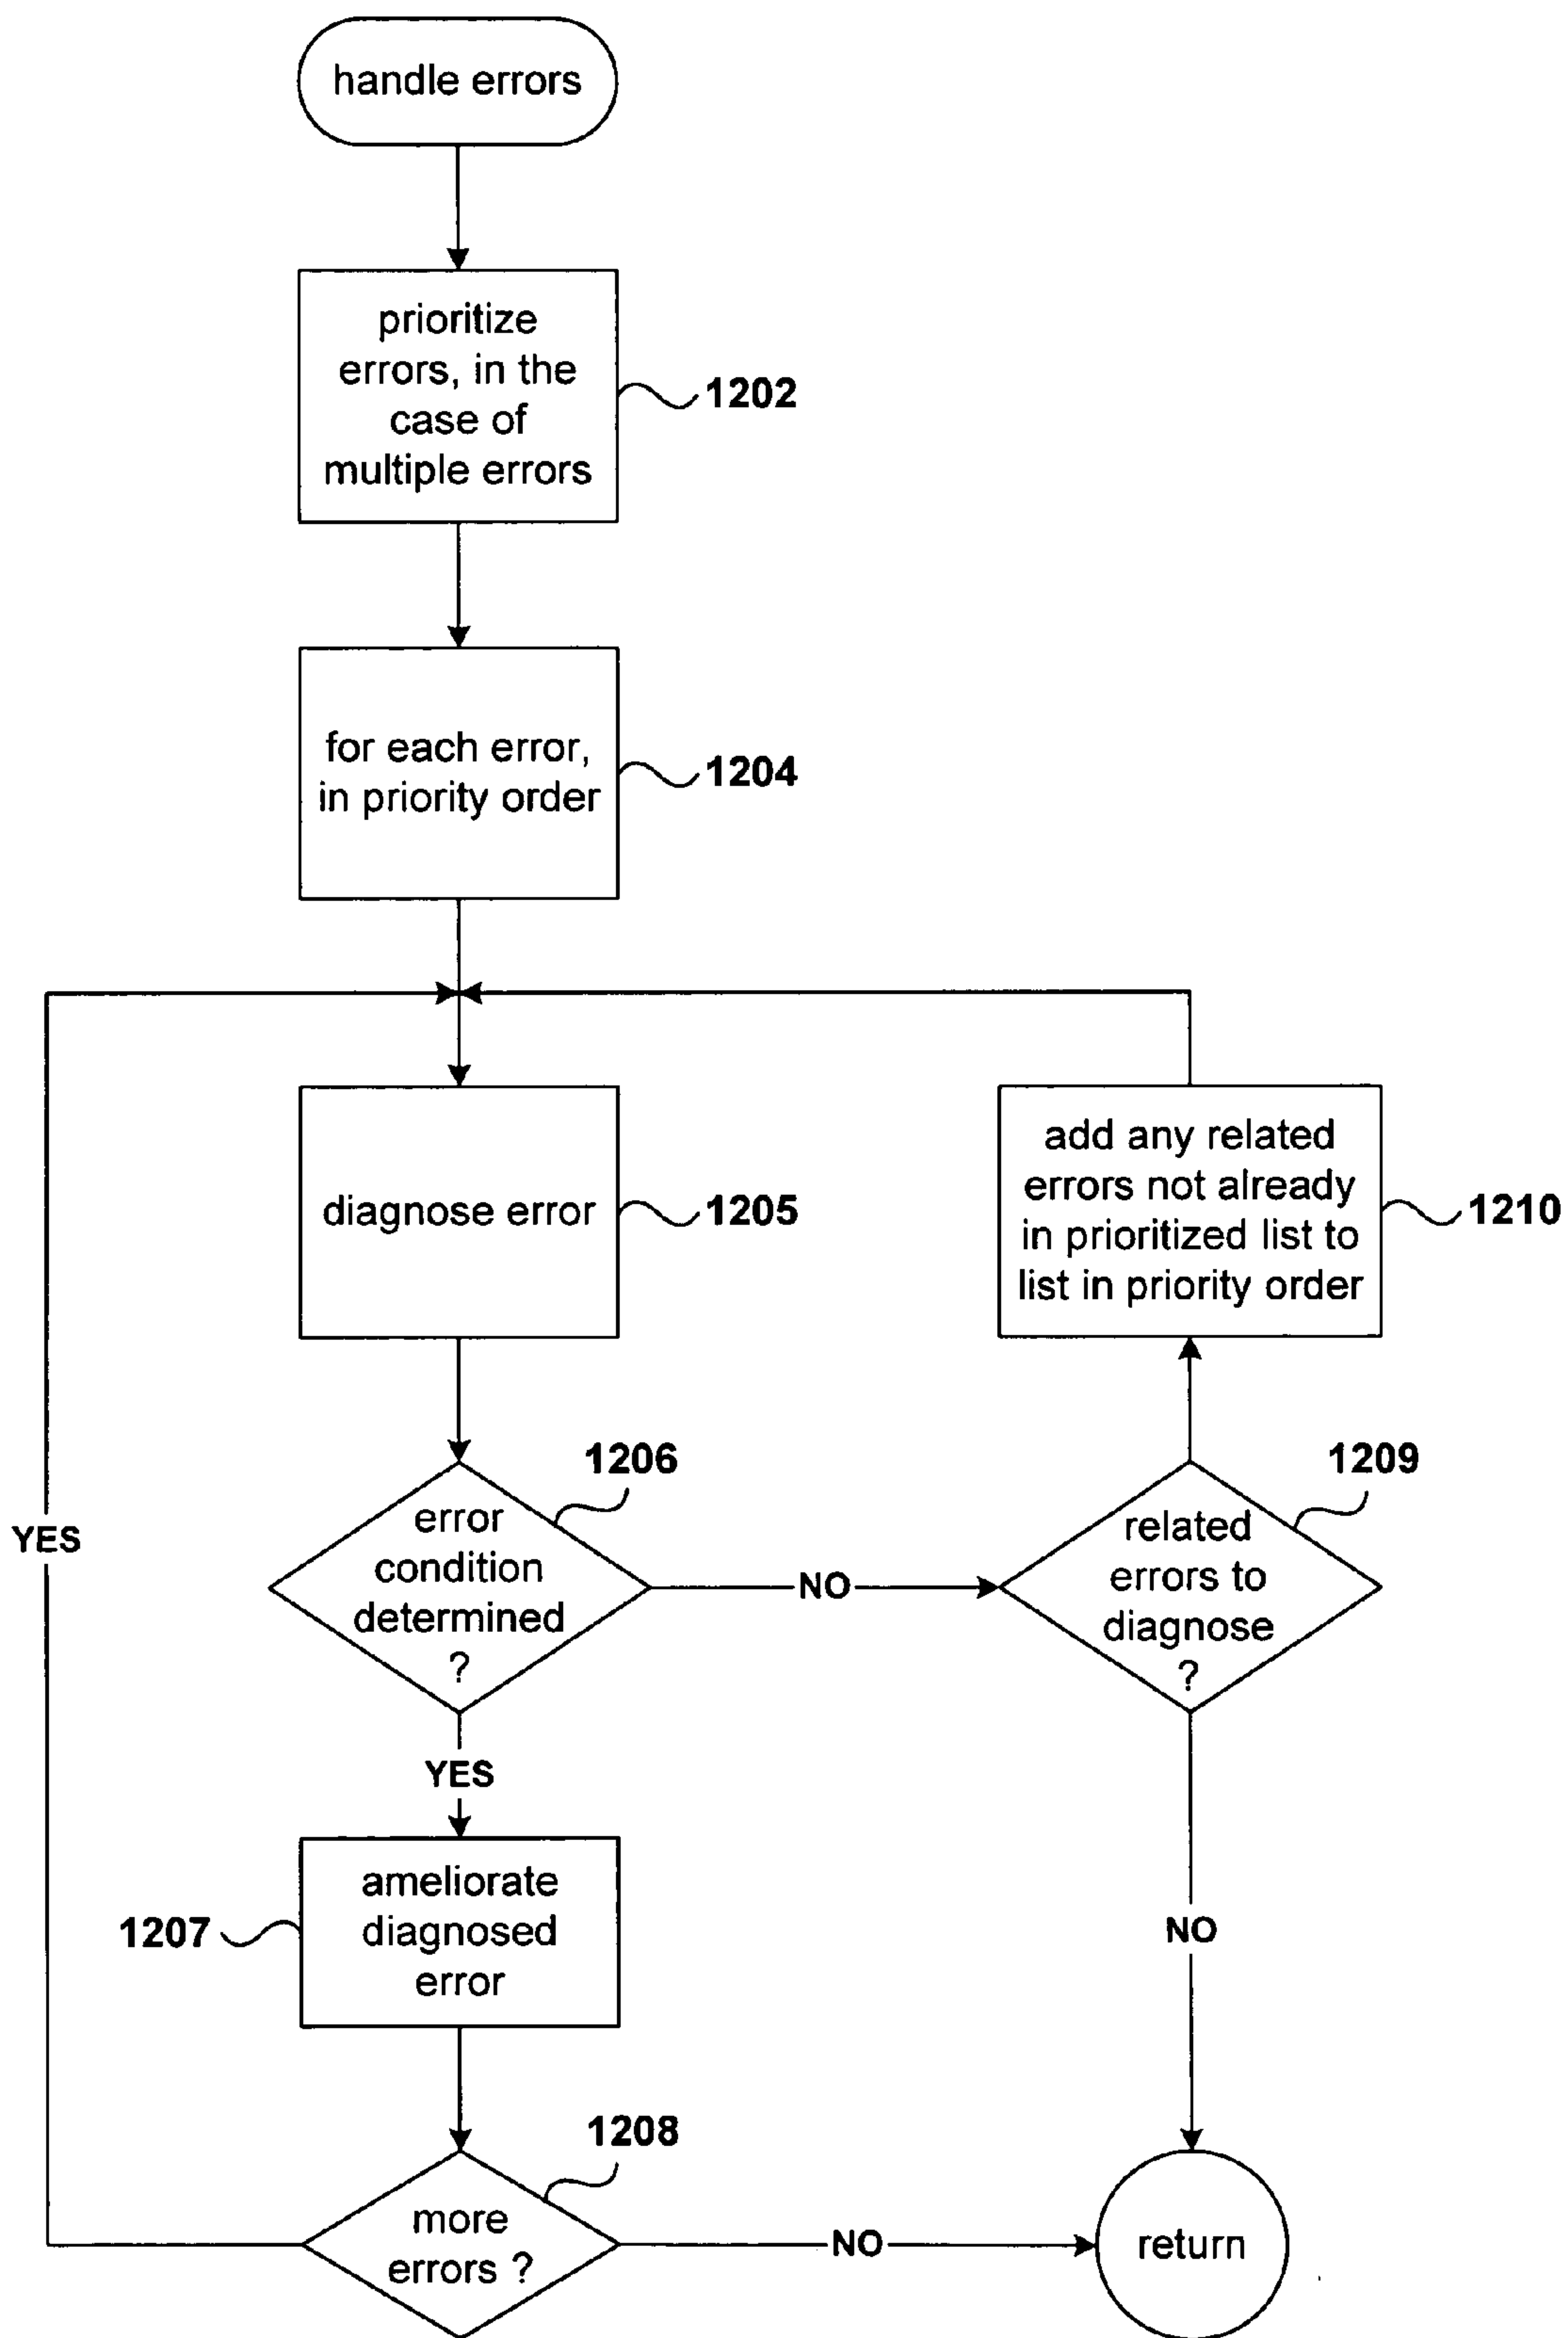 handle errors
prioritize
errors, in the
case of
multiple errors
1202
for each error,
in priority order
1204
diagnose error
1205
add any related
errors not already
in prioritized list to
list in priority order
1210
error
condition
determined
?
1206
NO
related
errors to
diagnose
?
1209
YES
YES
ameliorate
diagnosed
error
1207
NO
more
errors ?
1208
NO
return